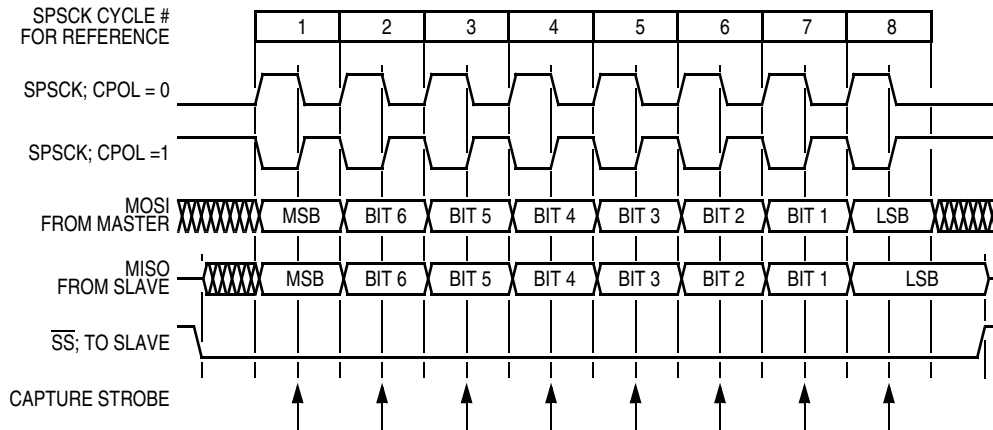 SPSCK CYCLE #
FOR REFERENCE
1 2 3 4 5 6 7 8
SPSCK; CPOL = 0
SPSCK; CPOL =1
MOSI
FROM MASTER
MSB BIT 6 BIT 5 BIT 4 BIT 3 BIT 2 BIT 1 LSB
MISO
FROM SLAVE
MSB BIT 6 BIT 5 BIT 4 BIT 3 BIT 2 BIT 1 LSB
S̅S̅; TO SLAVE
CAPTURE STROBE